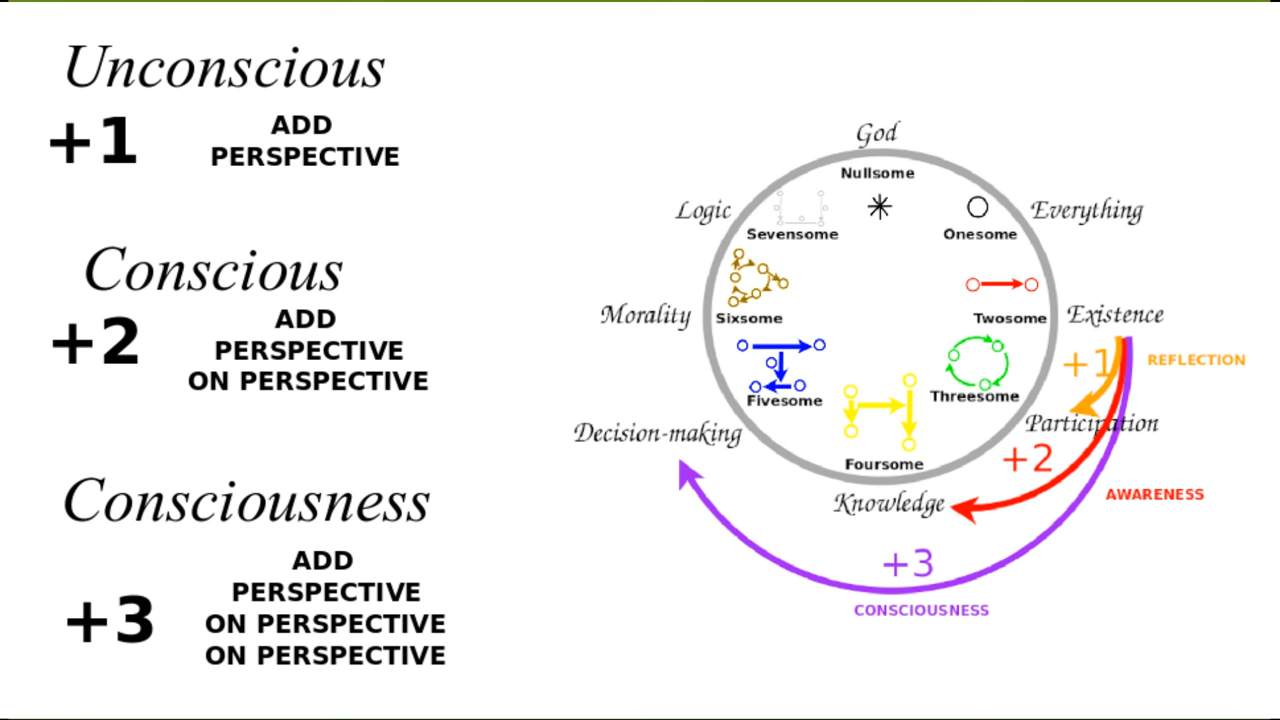 Unconscious
+1
ADD
PERSPECTIVE
Conscious
+2
ADD
PERSPECTIVE
ON PERSPECTIVE
Consciousness
+3
ADD
PERSPECTIVE
ON PERSPECTIVE
ON PERSPECTIVE
God
Nullsome
Logic
Sevensome
Onesome
Everything
Morality
Sixsome
Twosome
Existence
+1
REFLECTION
Fivesome
Threesome
Decision-making
Participation
Foursome
+2
AWARENESS
Knowledge
+3
CONSCIOUSNESS